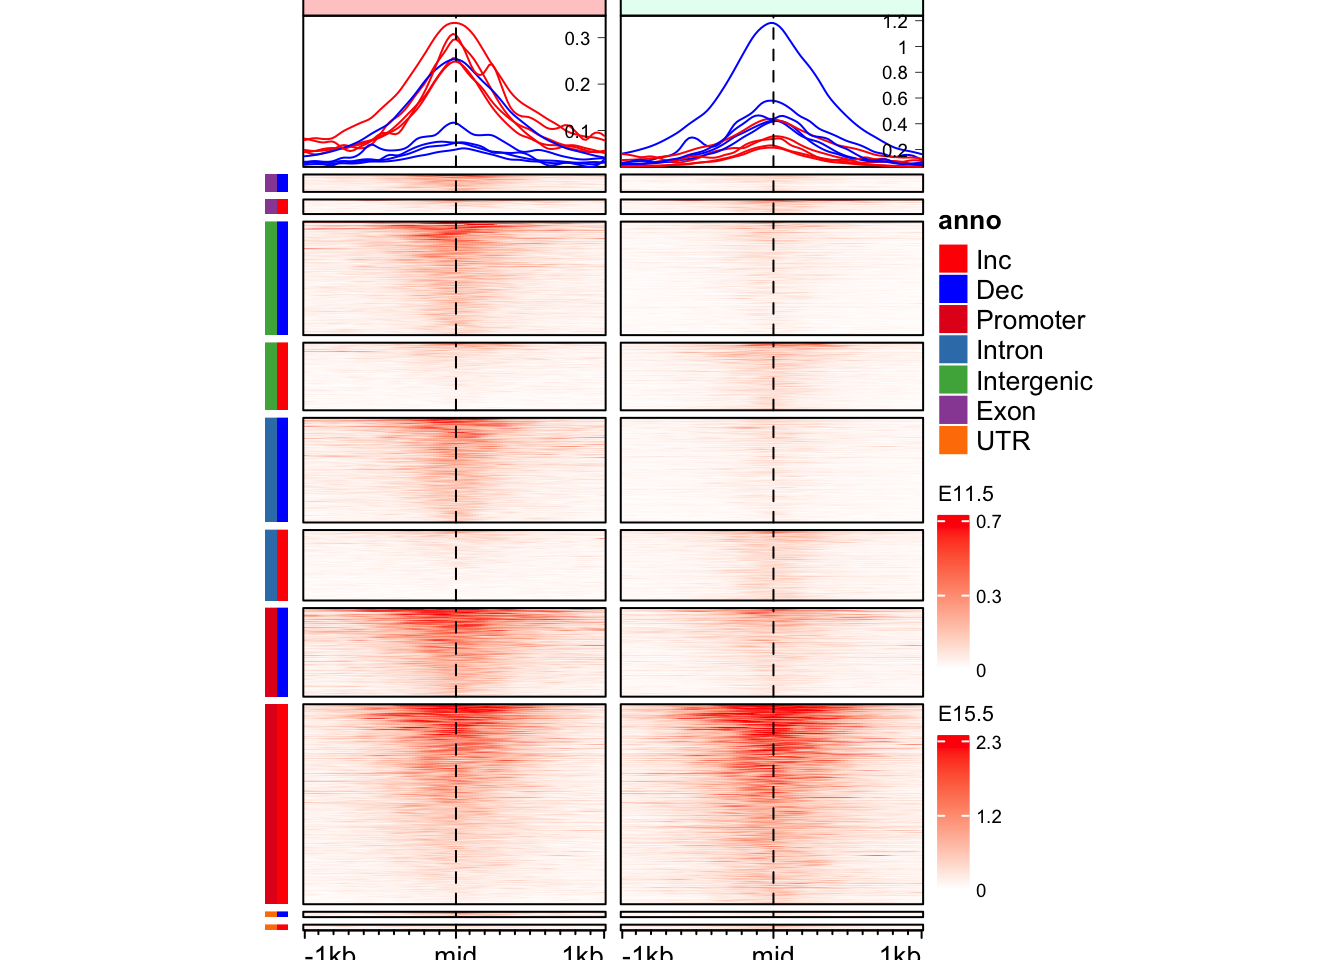 0.3
0.2
0.1
1.2
1
0.8
0.6
0.4
0.2
anno
Inc
Dec
Promoter
Intron
Intergenic
Exon
UTR
E11.5
0.7
0.3
0
E15.5
2.3
1.2
0
-1kb mid 1kb
-1kb mid 1kb